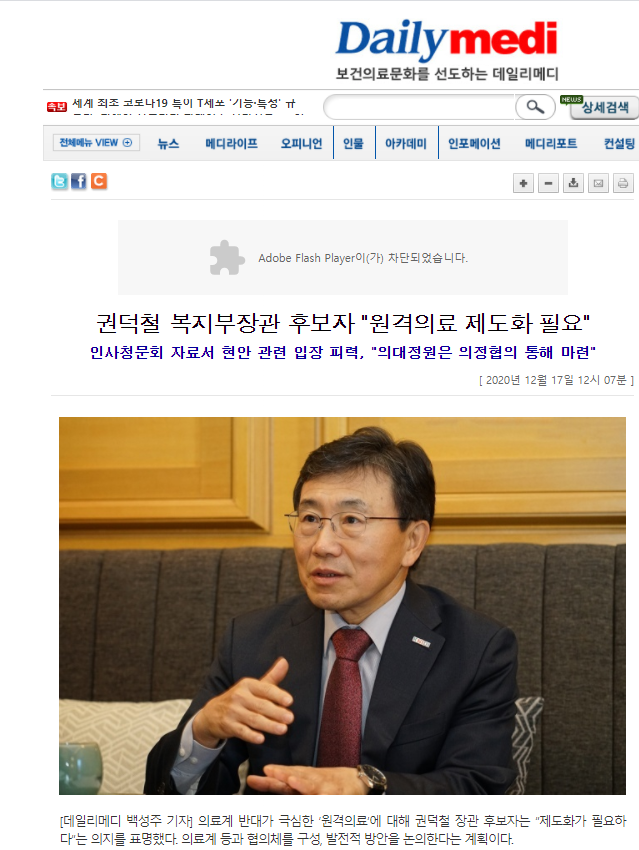 Dailymedi
보건의료문화를 선도하는 데일리메디
속보 세계 최초 코로나19 특이 T세포 '기능·특성' 규
NEWS 상세검색
전체메뉴 VIEW 뉴스 메디라이프 오피니언 인물 아카데미 인포메이션 메디리포트 컨설팅
Adobe Flash Player이(가) 차단되었습니다.
권덕철 복지부장관 후보자 "원격의료 제도화 필요"
인사청문회 자료서 현안 관련 입장 피력, "의대정원은 의정협의 통해 마련"
[ 2020년 12월 17일 12시 07분 ]
[데일리메디 백성주 기자] 의료계 반대가 극심한 ‘원격의료’에 대해 권덕철 장관 후보자는 “제도화가 필요하
다”는 의지를 표명했다. 의료계 등과 협의체를 구성, 발전적 방안을 논의한다는 계획이다.